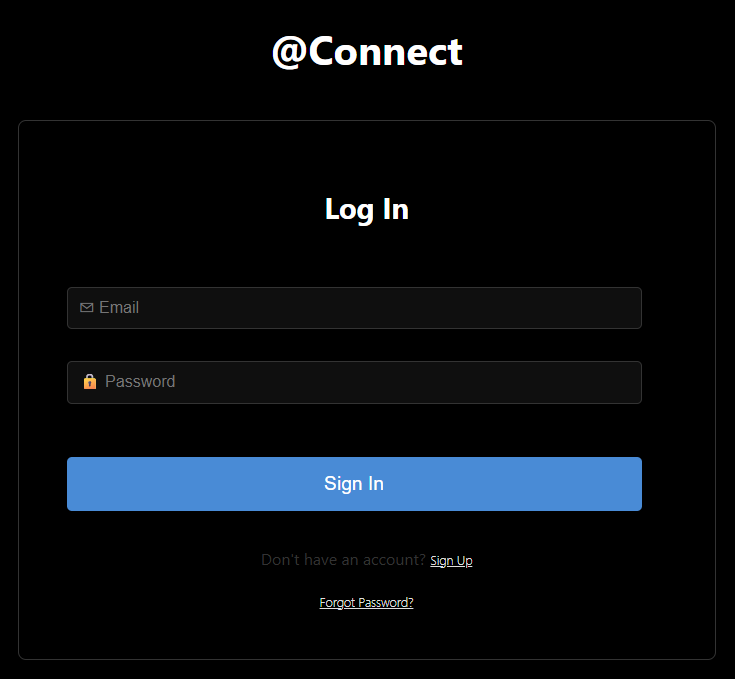 @Connect
Log In
✉ Email
🔒 Password
Sign In
Don't have an account? Sign Up
Forgot Password?